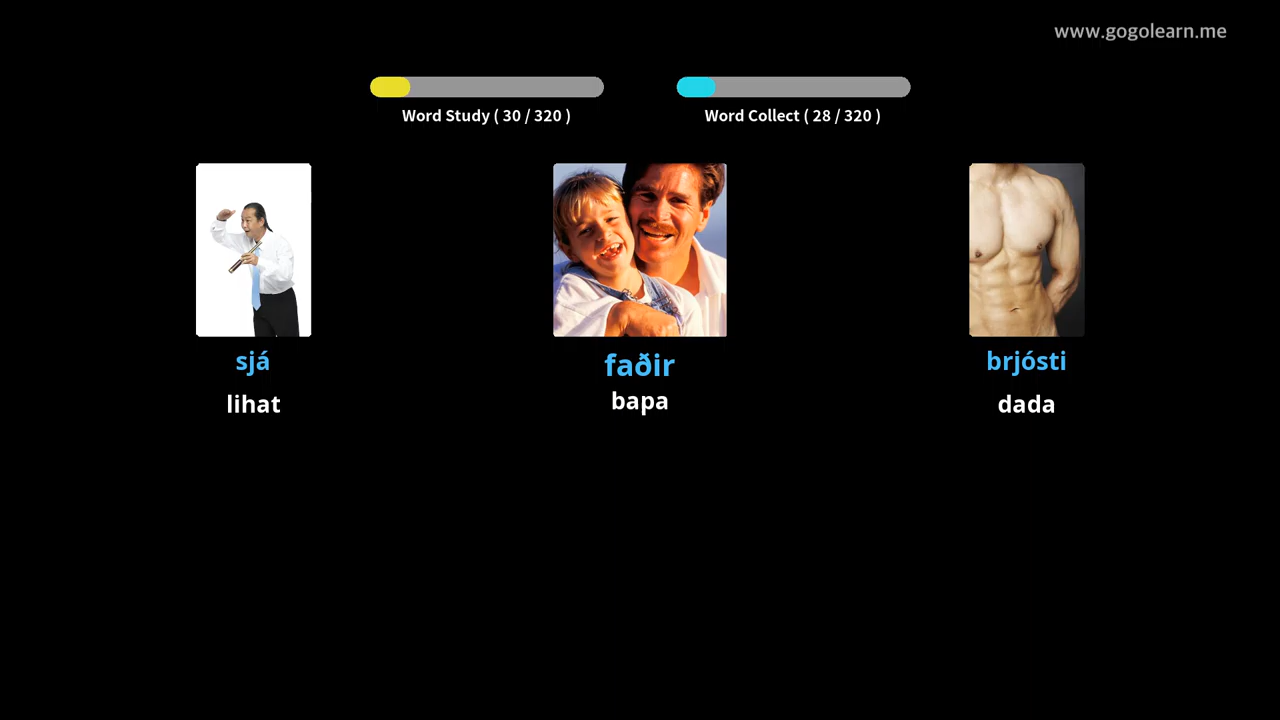 www.gogolearn.me
Word Study ( 30 / 320 )
Word Collect ( 28 / 320 )
sjá
lihat
faðir
bapa
brjósti
dada